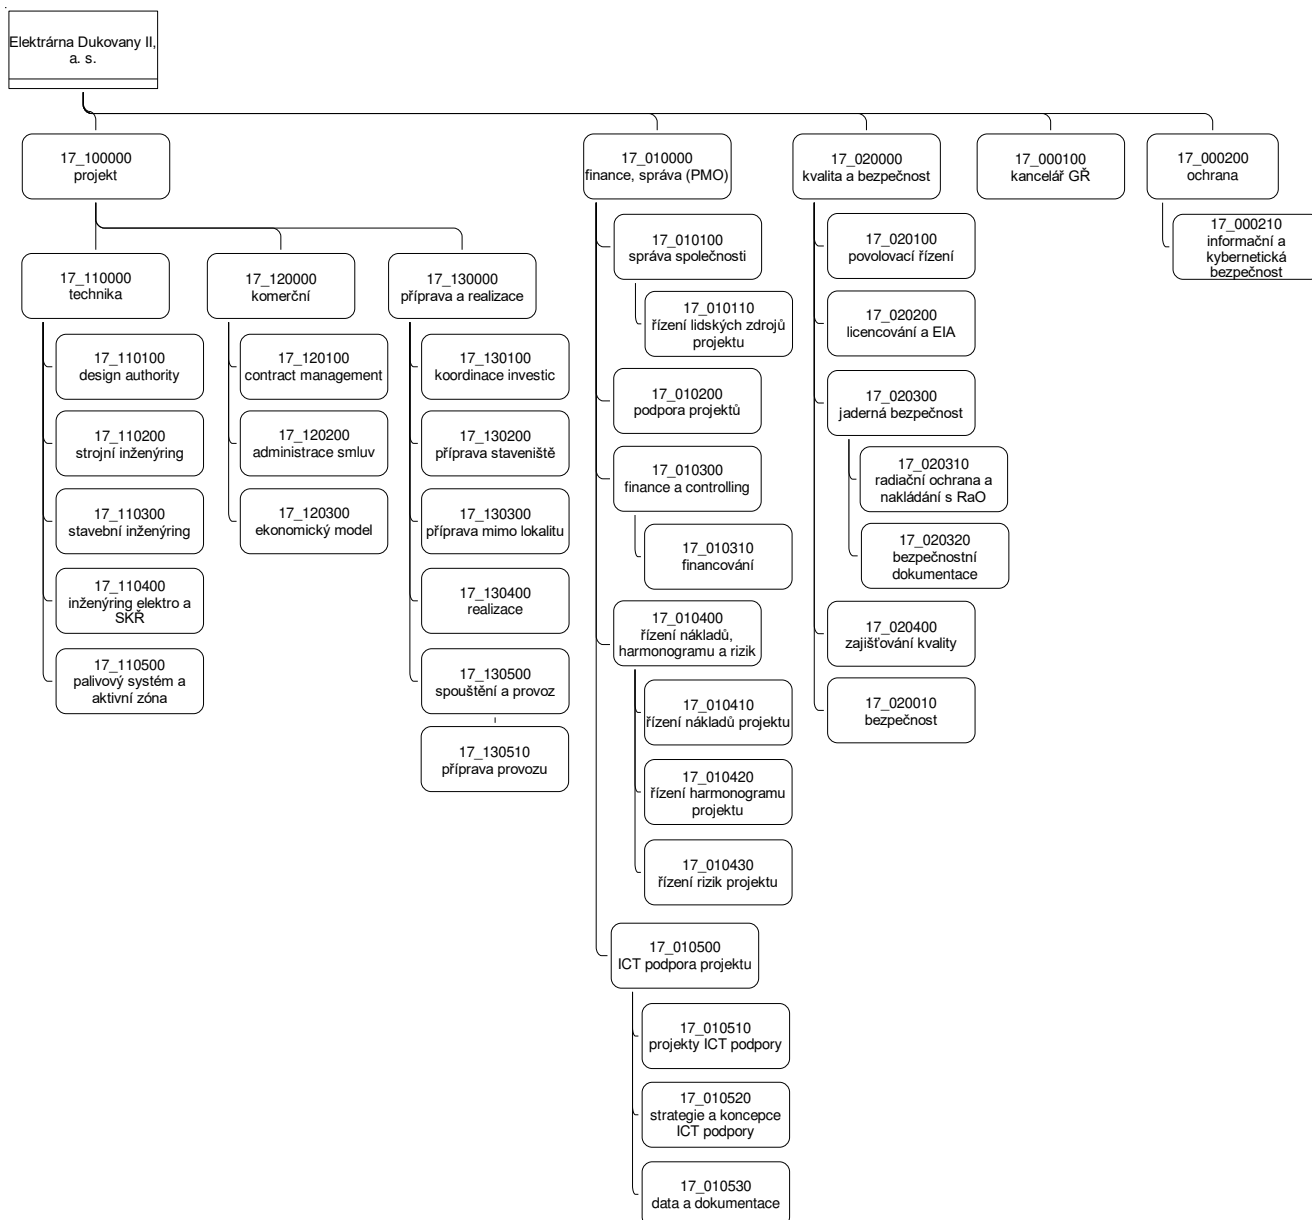 Elektrárna Dukovany II,
a. s.
17_100000
projekt
17_110000
technika
17_110100
design authority
17_110200
strojní inženýring
17_110300
stavební inženýring
17_110400
inženýring elektro a
SKŘ
17_110500
palivový systém a
aktivní zóna
17_120000
komerční
17_120100
contract management
17_120200
administrace smluv
17_120300
ekonomický model
17_130000
příprava a realizace
17_130100
koordinace investic
17_130200
příprava staveniště
17_130300
příprava mimo lokalitu
17_130400
realizace
17_130500
spouštění a provoz
17_130510
příprava provozu
17_010000
finance, správa (PMO)
17_010100
správa společnosti
17_010110
řízení lidských zdrojů
projektu
17_010200
podpora projektů
17_010300
finance a controlling
17_010310
financování
17_010400
řízení nákladů,
harmonogramu a rizik
17_010410
řízení nákladů projektu
17_010420
řízení harmonogramu
projektu
17_010430
řízení rizik projektu
17_010500
ICT podpora projektu
17_010510
projekty ICT podpory
17_010520
strategie a koncepce
ICT podpory
17_010530
data a dokumentace
17_020000
kvalita a bezpečnost
17_020100
povolovací řízení
17_020200
licencování a EIA
17_020300
jaderná bezpečnost
17_020310
radiační ochrana a
nakládání s RaO
17_020320
bezpečnostní
dokumentace
17_020400
zajišťování kvality
17_020010
bezpečnost
17_000100
kancelář GŘ
17_000200
ochrana
17_000210
informační a
kybernetická
bezpečnost